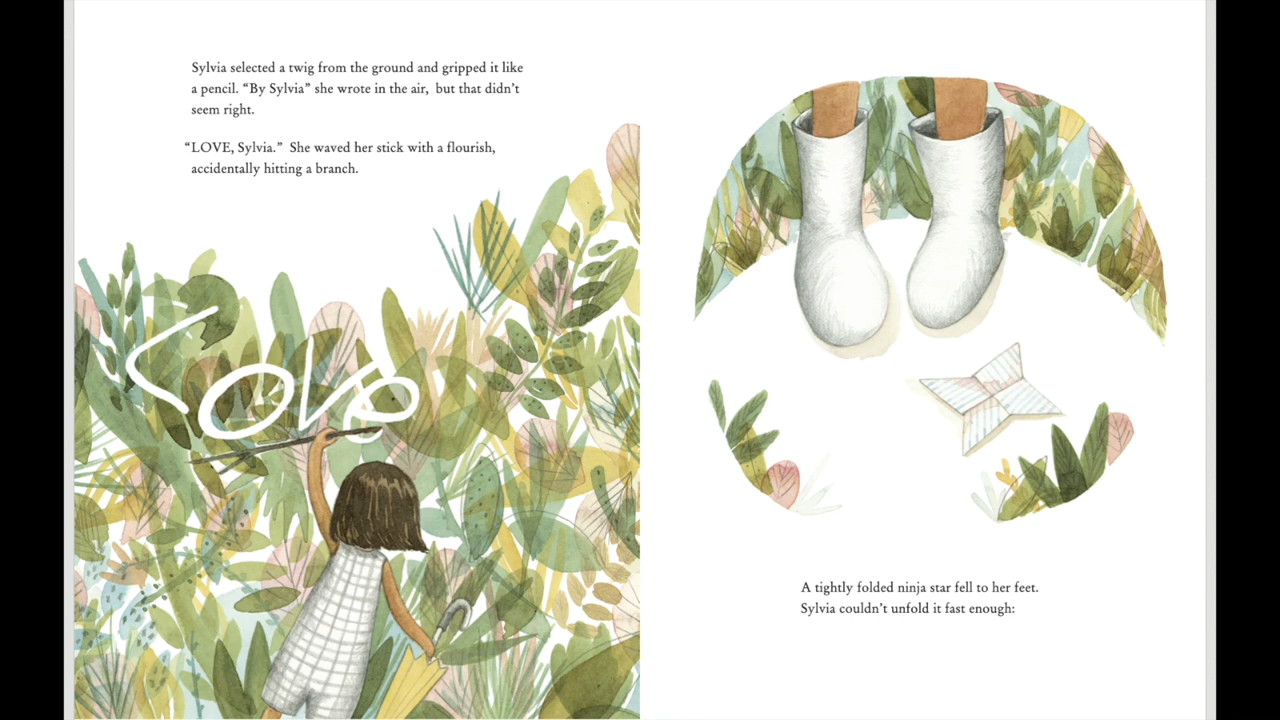 Sylvia selected a twig from the ground and gripped it like
a pencil. “By Sylvia” she wrote in the air,  but that didn’t
seem right.
“LOVE, Sylvia.”  She waved her stick with a flourish,
accidentally hitting a branch.
Love
A tightly folded ninja star fell to her feet.
Sylvia couldn’t unfold it fast enough: